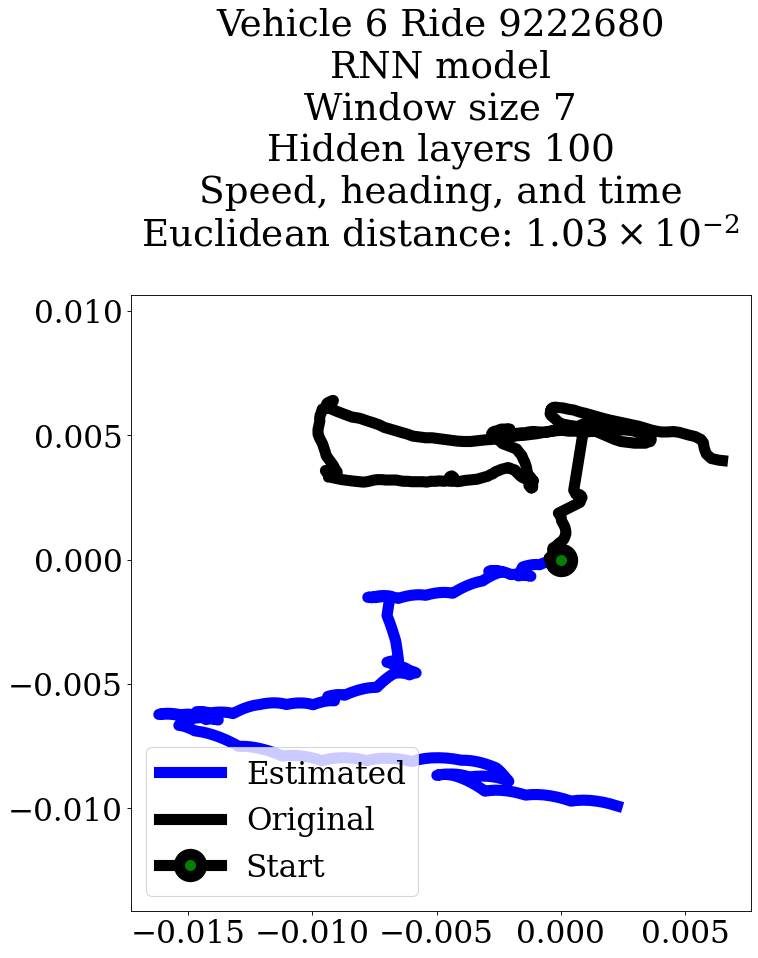 Vehicle 6 Ride 9222680
RNN model
Window size 7
Hidden layers 100
Speed, heading, and time
Euclidean distance: 1.03 × 10⁻²
0.010
0.005
0.000
−0.005
−0.010
Estimated
Original
Start
−0.015 −0.010 −0.005 0.000 0.005